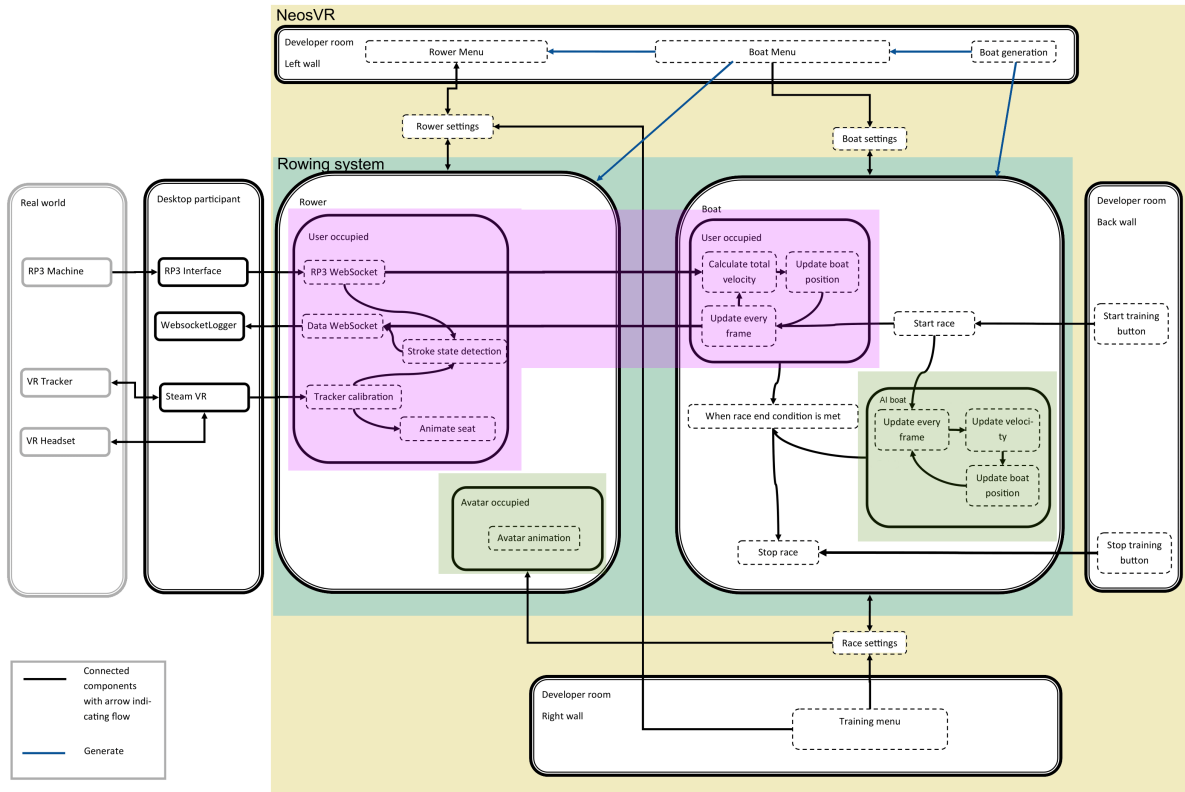 NeosVR
Developer room
Left wall
Rower Menu
Boat Menu
Boat generation
Rower settings
Boat settings
Rowing system
Real world
RP3 Machine
VR Tracker
VR Headset
Desktop participant
RP3 Interface
WebsocketLogger
Steam VR
Rower
User occupied
RP3 WebSocket
Data WebSocket
Stroke state detection
Tracker calibration
Animate seat
Avatar occupied
Avatar animation
Boat
User occupied
Calculate total
velocity
Update boat
position
Update every
frame
Start race
When race end condition is met
AI boat
Update every
frame
Update veloci-
ty
Update boat
position
Stop race
Developer room
Back wall
Start training
button
Stop training
button
Race settings
Developer room
Right wall
Training menu
Connected
components
with arrow indi-
cating flow
Generate